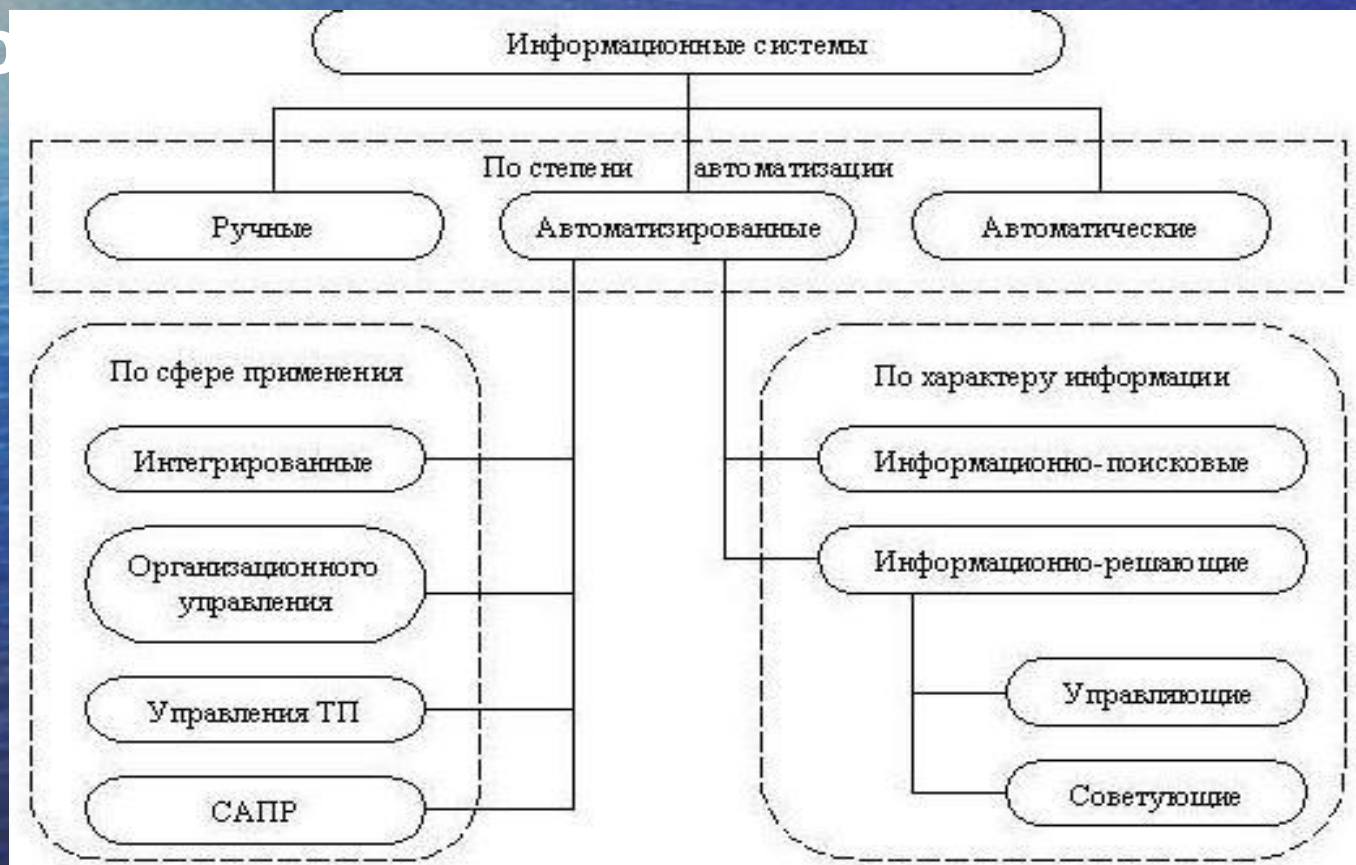 Информационные системы
По степени автоматизации
Ручные
Автоматизированные
Автоматические
По сфере применения
Интегрированные
Организационного
управления
Управления ТП
САПР
По характеру информации
Информационно-поисковые
Информационно-решающие
Управляющие
Советующие